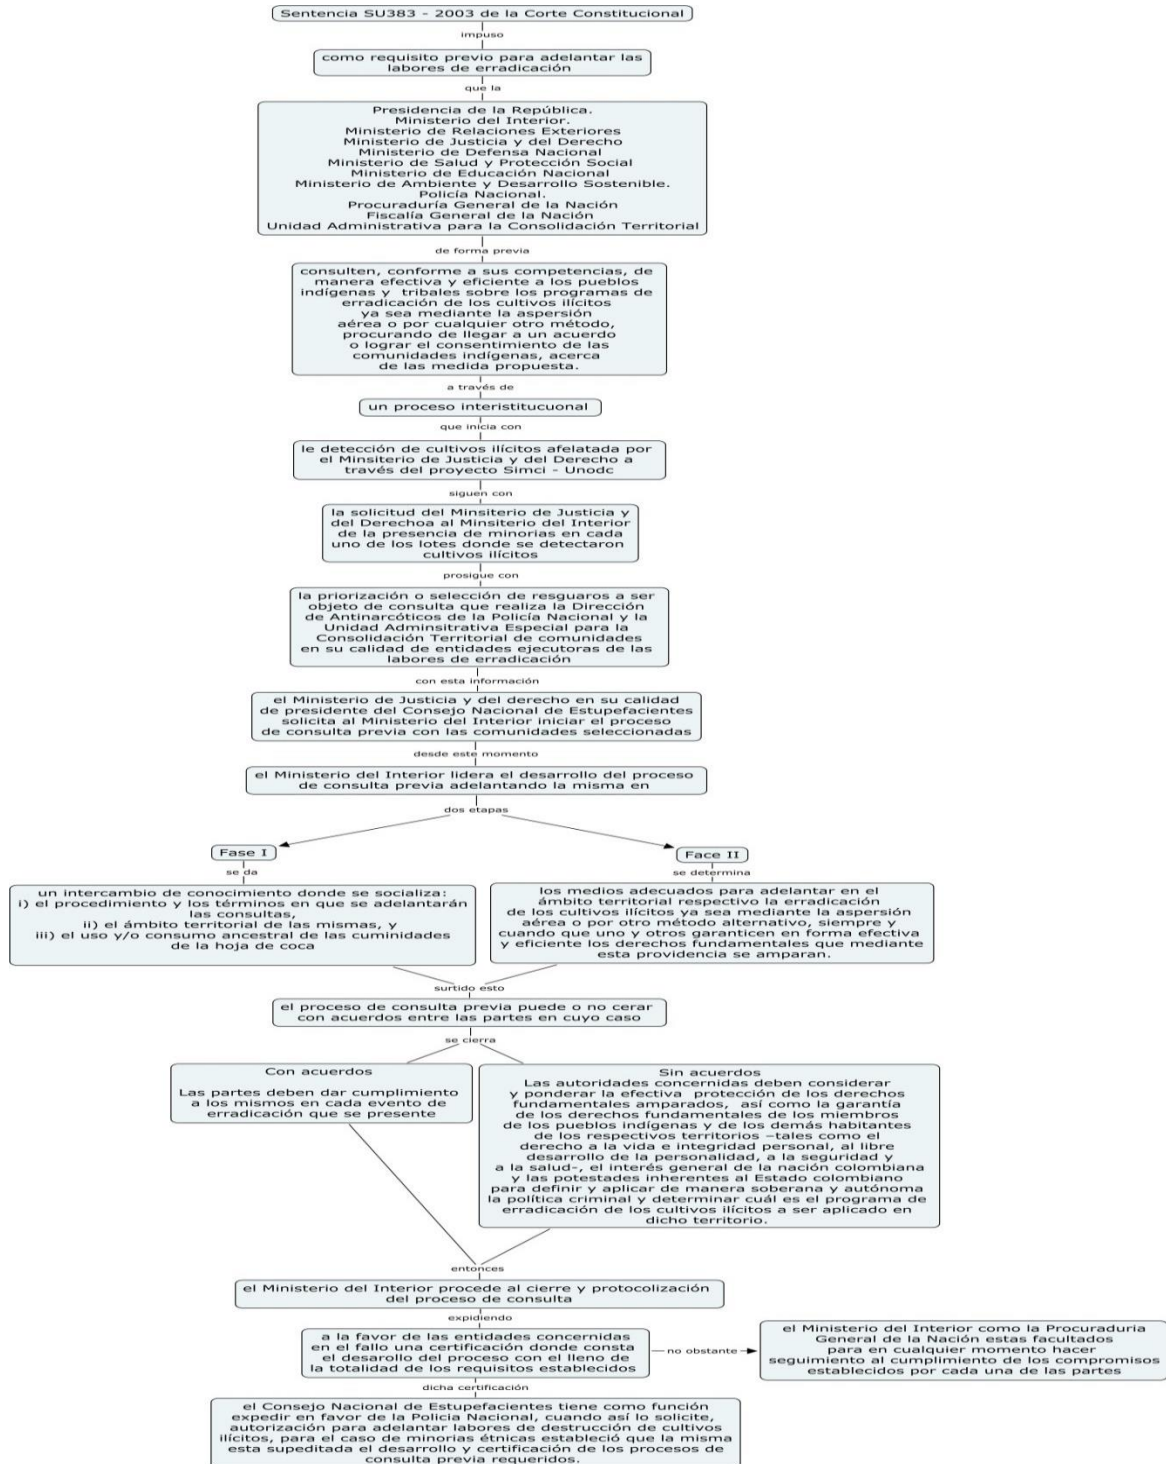 Sentencia SU383 - 2003 de la Corte Constitucional
impuso
como requisito previo para adelantar las
labores de erradicación
que la
Presidencia de la República.
Ministerio del Interior.
Ministerio de Relaciones Exteriores
Ministerio de Justicia y del Derecho
Ministerio de Defensa Nacional
Ministerio de Salud y Protección Social
Ministerio de Educación Nacional
Ministerio de Ambiente y Desarrollo Sostenible.
Policía Nacional.
Procuraduría General de la Nación
Fiscalía General de la Nación
Unidad Administrativa para la Consolidación Territorial
de forma previa
consulten, conforme a sus competencias, de
manera efectiva y eficiente a los pueblos
indígenas y tribales sobre los programas de
erradicación de los cultivos ilícitos
ya sea mediante la aspersión
aérea o por cualquier otro método,
procurando de llegar a un acuerdo
o lograr el consentimiento de las
comunidades indígenas, acerca
de las medida propuesta.
a través de
un proceso interistitucuonal
que inicia con
le detección de cultivos ilícitos afelatada por
el Minsiterio de Justicia y del Derecho a
través del proyecto Simci - Unodc
siguen con
la solicitud del Minsiterio de Justicia y
del Derechoa al Minsiterio del Interior
de la presencia de minorias en cada
uno de los lotes donde se detectaron
cultivos ilícitos
prosigue con
la priorización o selección de resguaros a ser
objeto de consulta que realiza la Dirección
de Antinarcóticos de la Policía Nacional y la
Unidad Adminsitrativa Especial para la
Consolidación Territorial de comunidades
en su calidad de entidades ejecutoras de las
labores de erradicación
con esta información
el Ministerio de Justicia y del derecho en su calidad
de presidente del Consejo Nacional de Estupefacientes
solicita al Ministerio del Interior iniciar el proceso
de consulta previa con las comunidades seleccionadas
desde este momento
el Ministerio del Interior lidera el desarrollo del proceso
de consulta previa adelantando la misma en
dos etapas
Fase I
se da
un intercambio de conocimiento donde se socializa:
i) el procedimiento y los términos en que se adelantarán
las consultas,
ii) el ámbito territorial de las mismas, y
iii) el uso y/o consumo ancestral de las cuminidades
de la hoja de coca
Face II
se determina
los medios adecuados para adelantar en el
ámbito territorial respectivo la erradicación
de los cultivos ilícitos ya sea mediante la aspersión
aérea o por otro método alternativo, siempre y
cuando que uno y otros garanticen en forma efectiva
y eficiente los derechos fundamentales que mediante
esta providencia se amparan.
surtido esto
el proceso de consulta previa puede o no cerar
con acuerdos entre las partes en cuyo caso
se cierra
Con acuerdos
Las partes deben dar cumplimiento
a los mismos en cada evento de
erradicación que se presente
Sin acuerdos
Las autoridades concernidas deben considerar
y ponderar la efectiva protección de los derechos
fundamentales amparados, así como la garantía
de los derechos fundamentales de los miembros
de los pueblos indígenas y de los demás habitantes
de los respectivos territorios –tales como el
derecho a la vida e integridad personal, al libre
desarrollo de la personalidad, a la seguridad y
a la salud-, el interés general de la nación colombiana
y las potestades inherentes al Estado colombiano
para definir y aplicar de manera soberana y autónoma
la política criminal y determinar cuál es el programa de
erradicación de los cultivos ilícitos a ser aplicado en
dicho territorio.
entonces
el Ministerio del Interior procede al cierre y protocolización
del proceso de consulta
expidiendo
a la favor de las entidades concernidas
en el fallo una certificación donde consta
el desarollo del proceso con el lleno de
la totalidad de los requisitos establecidos
no obstante
el Ministerio del Interior como la Procuraduria
General de la Nación estas facultados
para en cualquier momento hacer
seguimiento al cumplimiento de los compromisos
establecidos por cada una de las partes
dicha certificación
el Consejo Nacional de Estupefacientes tiene como función
expedir en favor de la Policia Nacional, cuando así lo solicite,
autorización para adelantar labores de destrucción de cultivos
ilícitos, para el caso de minorias étnicas estableció que la misma
esta supeditada el desarrollo y certificación de los procesos de
consulta previa requeridos.